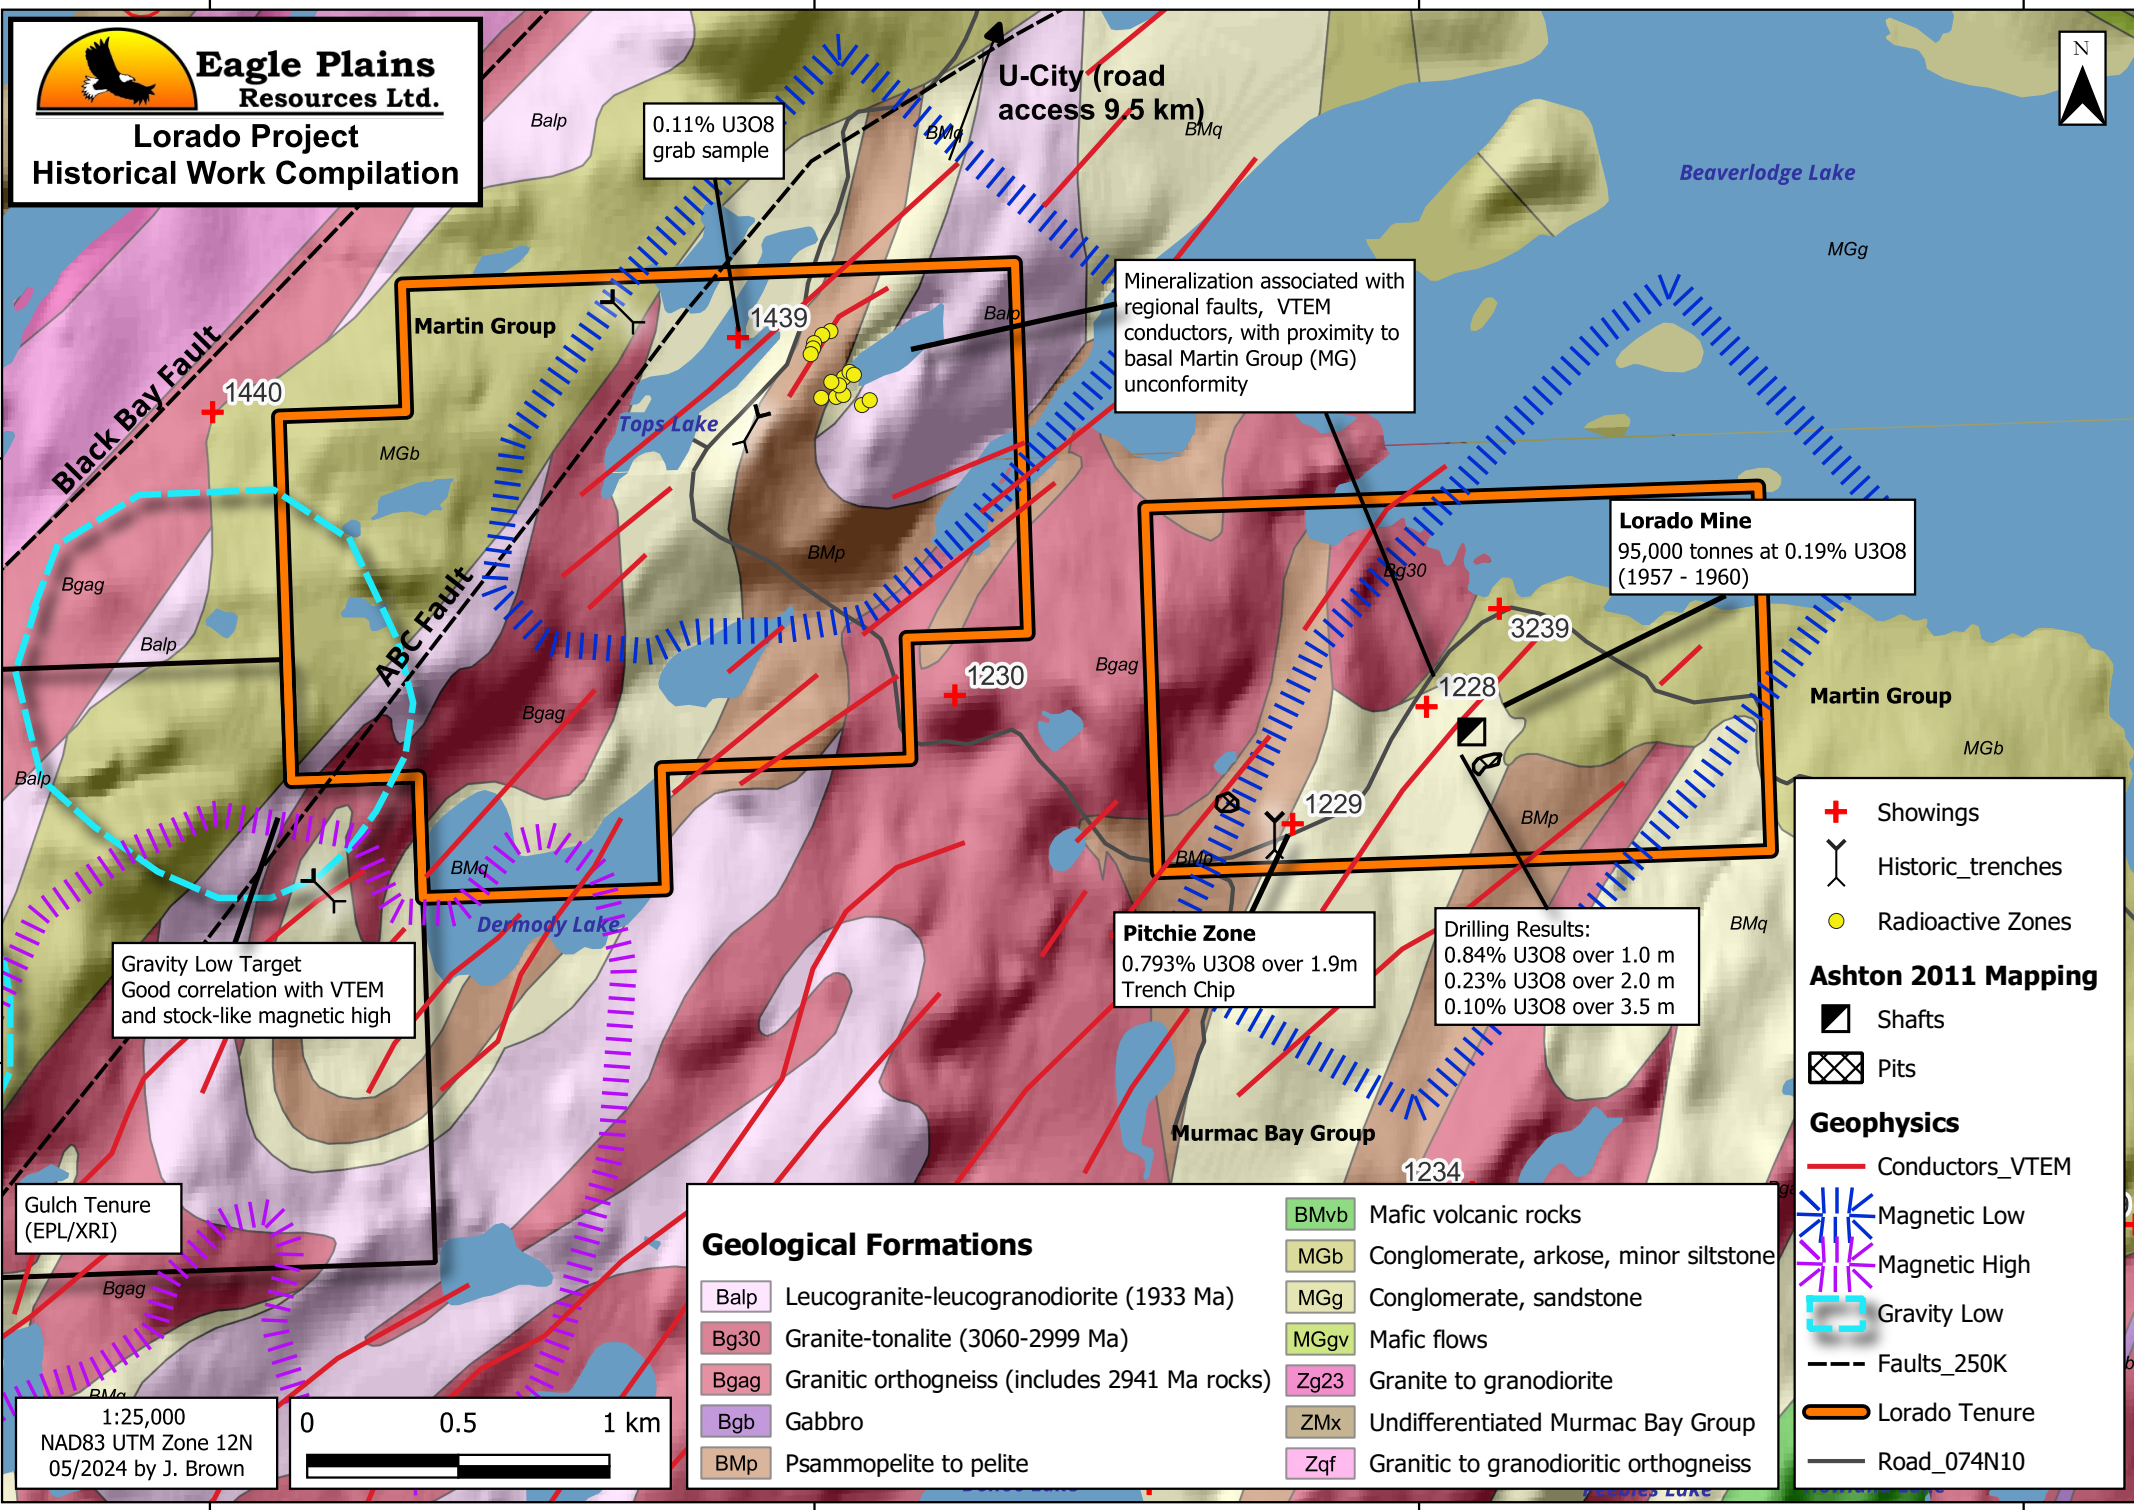 Eagle Plains
Resources Ltd.
Lorado Project
Historical Work Compilation
N
U-City (road
access 9.5 km)
0.11% U3O8
grab sample
Balp
BMq
BMq
Beaverlodge Lake
MGg
Mineralization associated with
regional faults, VTEM
conductors, with proximity to
basal Martin Group (MG)
unconformity
Martin Group
1439
Balp
Black Bay Fault
1440
Tops Lake
MGb
Lorado Mine
95,000 tonnes at 0.19% U3O8
(1957 - 1960)
BMp
Bg30
Bgag
ABC Fault
3239
Balp
1230
Bgag
1228
Martin Group
Bgag
MGb
Balp
1229
BMp
BMp
BMq
Dermody Lake
BMq
Pitchie Zone
0.793% U3O8 over 1.9m
Trench Chip
Drilling Results:
0.84% U3O8 over 1.0 m
0.23% U3O8 over 2.0 m
0.10% U3O8 over 3.5 m
Gravity Low Target
Good correlation with VTEM
and stock-like magnetic high
Murmac Bay Group
1234
Gulch Tenure
(EPL/XRI)
Bgag
BMq
1:25,000
NAD83 UTM Zone 12N
05/2024 by J. Brown
0 0.5 1 km
Geological Formations
Balp Leucogranite-leucogranodiorite (1933 Ma)
Bg30 Granite-tonalite (3060-2999 Ma)
Bgag Granitic orthogneiss (includes 2941 Ma rocks)
Bgb Gabbro
BMp Psammopelite to pelite
BMvb Mafic volcanic rocks
MGb Conglomerate, arkose, minor siltstone
MGg Conglomerate, sandstone
MGgv Mafic flows
Zg23 Granite to granodiorite
ZMx Undifferentiated Murmac Bay Group
Zqf Granitic to granodioritic orthogneiss
Showings
Historic_trenches
Radioactive Zones
Ashton 2011 Mapping
Shafts
Pits
Geophysics
Conductors_VTEM
Magnetic Low
Magnetic High
Gravity Low
Faults_250K
Lorado Tenure
Road_074N10